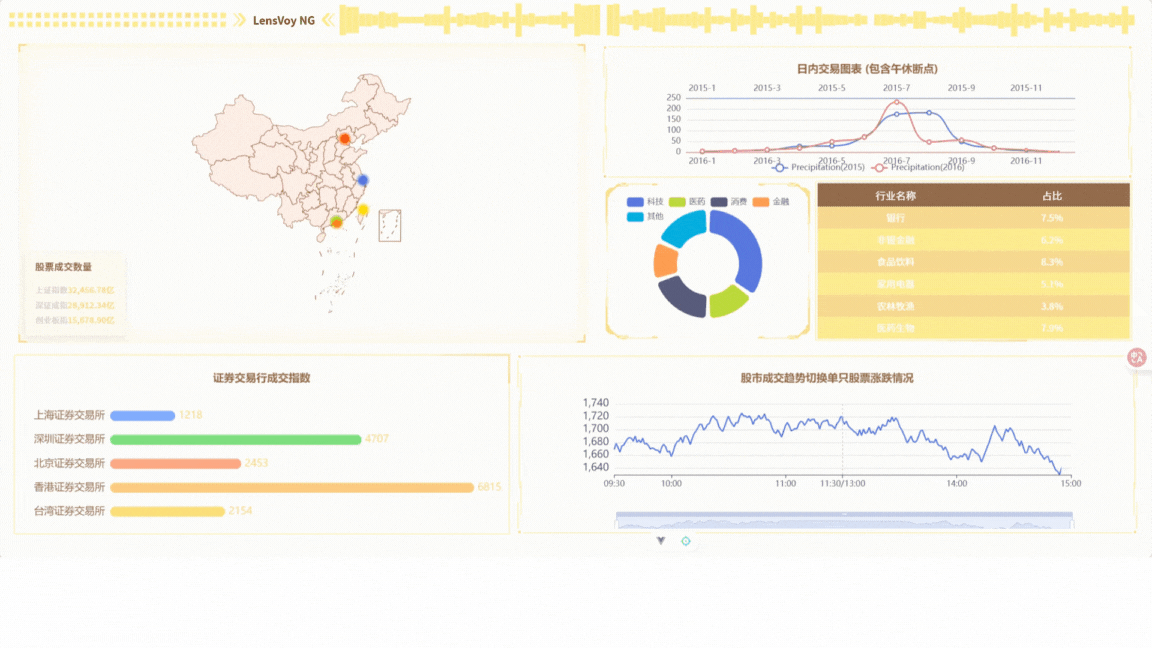 LensVoy NG
股票成交数量
上证指数32,456.78亿
深证成指28,912.34亿
创业板指15,678.90亿
日内交易图表 (包含午休断点)
2015-1 2015-3 2015-5 2015-7 2015-9 2015-11
250
200
150
100
50
0
2016-1 2016-3 2016-5 2016-7 2016-9 2016-11
Precipitation(2015) Precipitation(2016)
科技 医药 消费 金融
其他
行业名称 占比
银行 7.5%
非银金融 6.2%
食品饮料 8.3%
家用电器 5.5%
农林牧渔 3.8%
医药生物 7.9%
证券交易行成交指数
上海证券交易所 1218
深圳证券交易所 4707
北京证券交易所 2453
香港证券交易所 6815
台湾证券交易所 2154
股市成交趋势切换单只股票涨跌情况
1,740
1,720
1,700
1,680
1,660
1,640
09:30 10:00 11:00 11:30/13:00 14:00 15:00